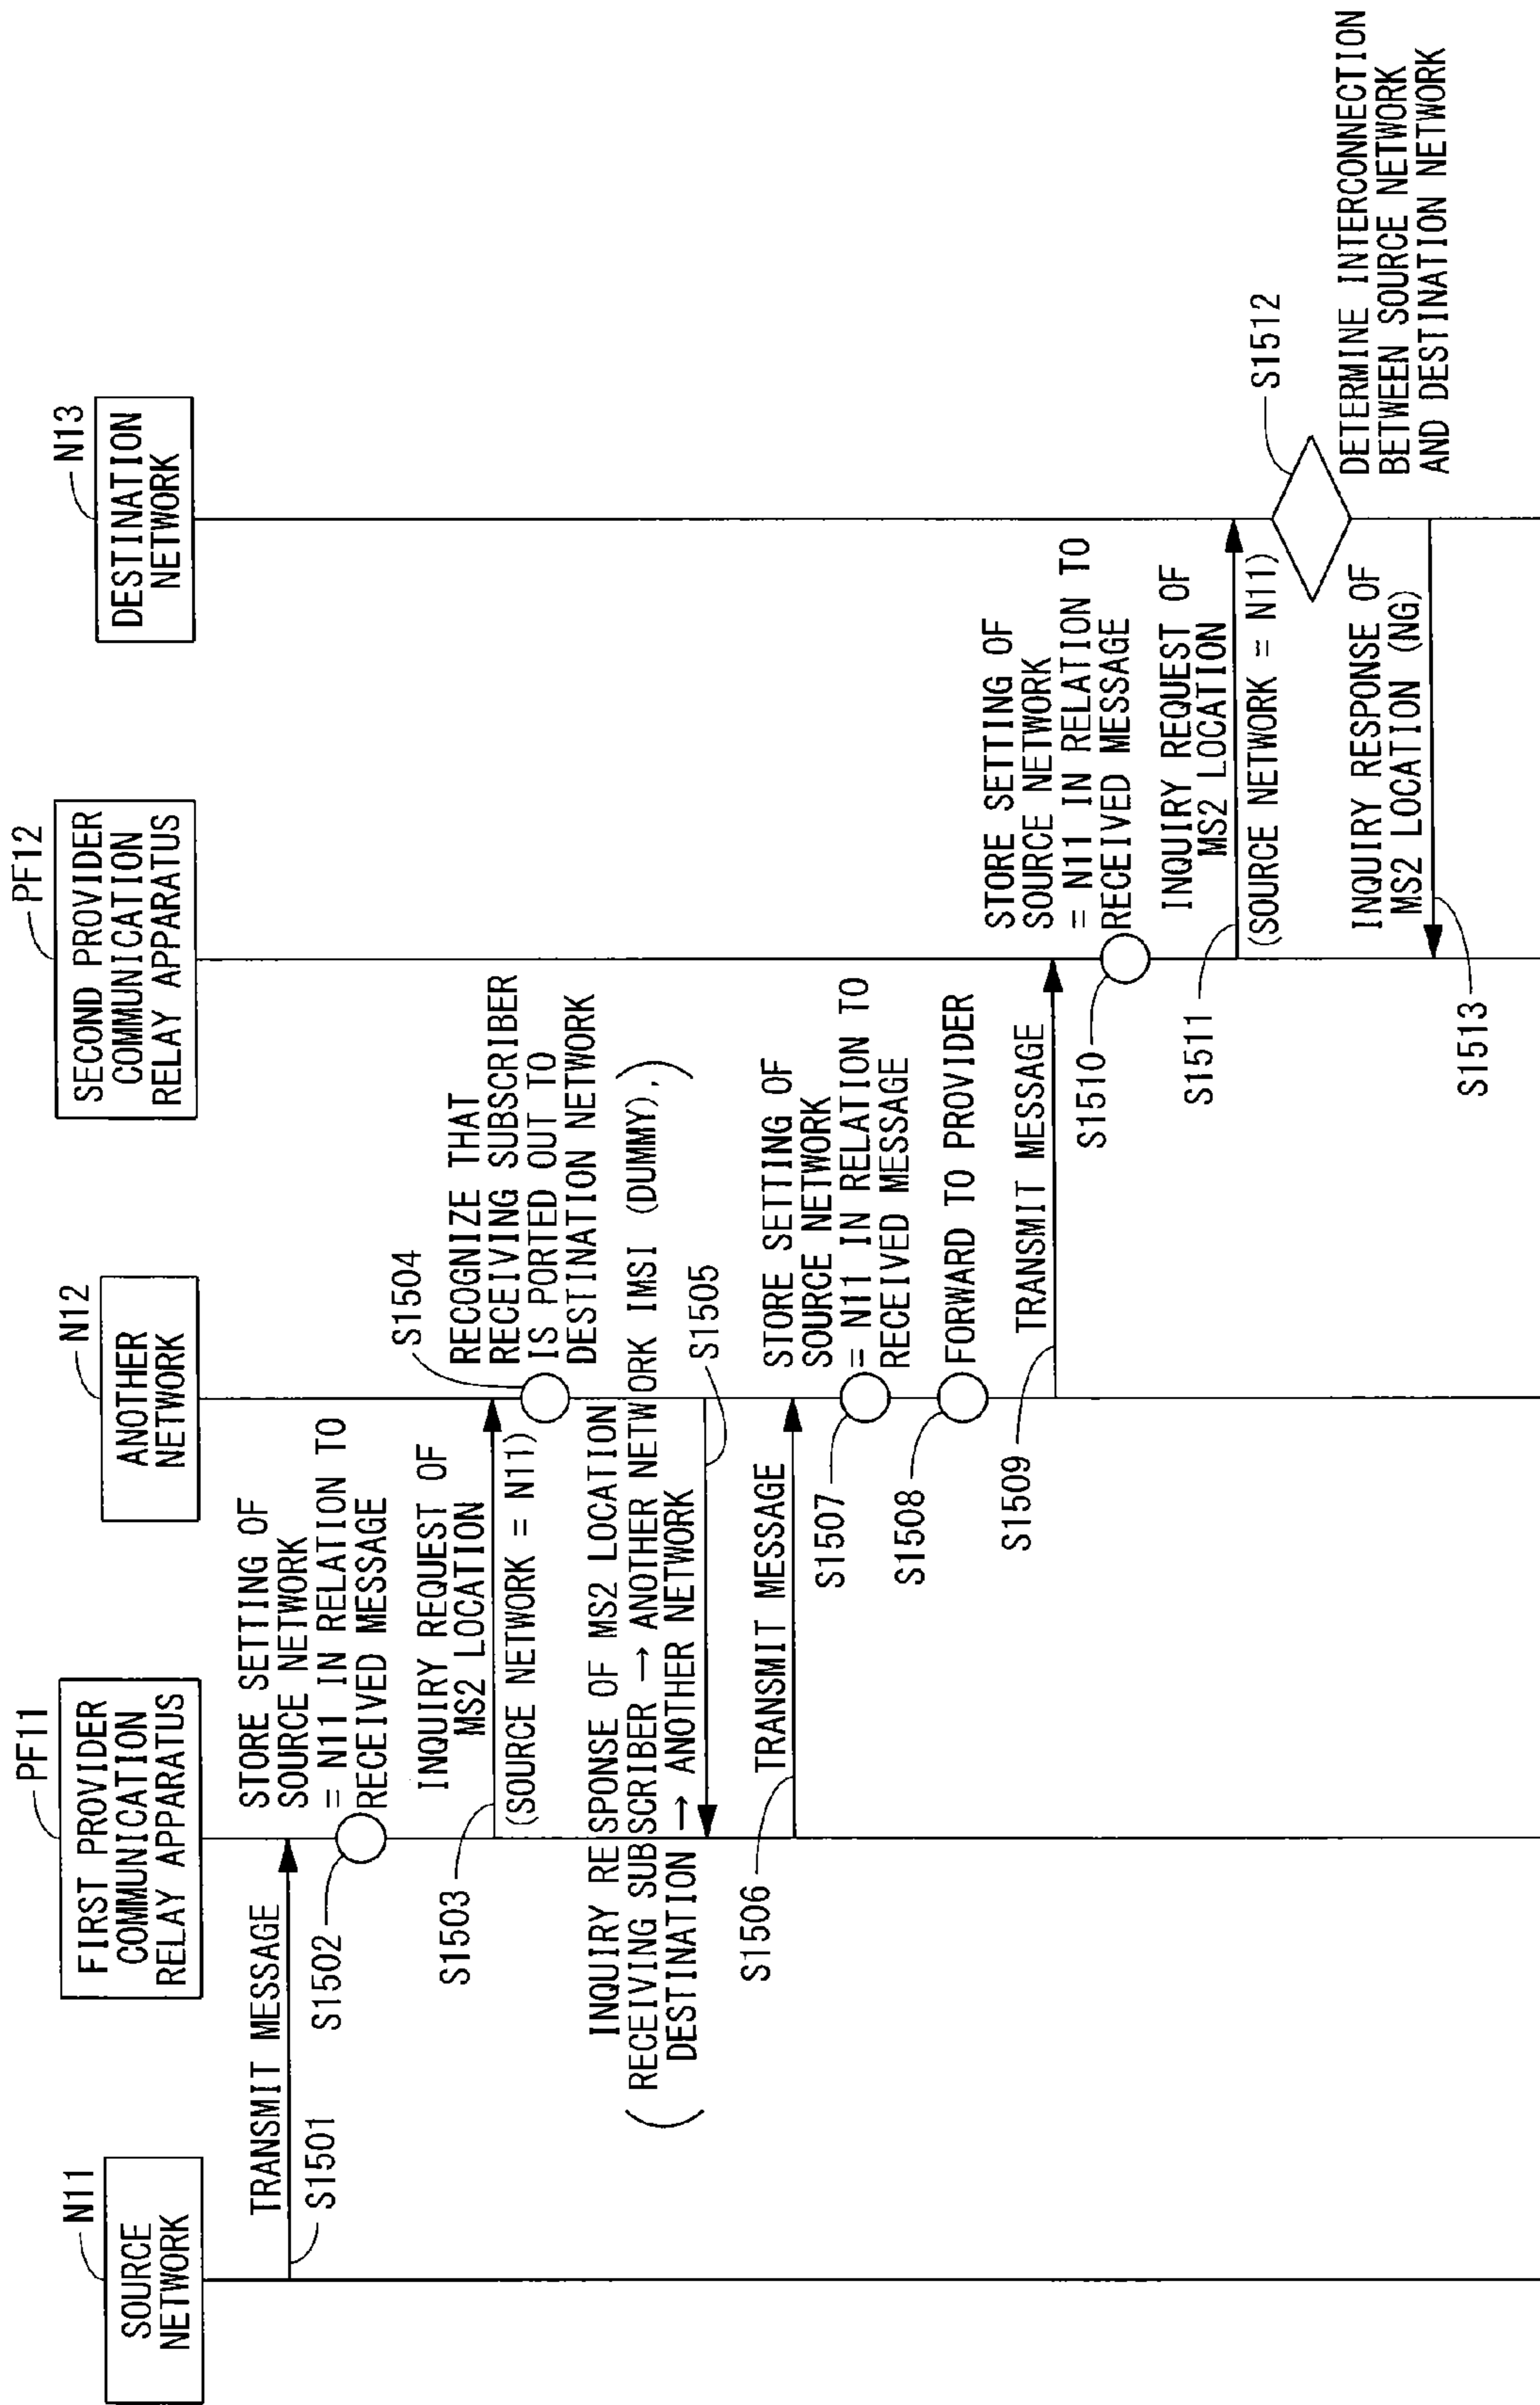 N11
SOURCE
NETWORK
PF11
FIRST PROVIDER
COMMUNICATION
RELAY APPARATUS
N12
ANOTHER
NETWORK
PF12
SECOND PROVIDER
COMMUNICATION
RELAY APPARATUS
N13
DESTINATION
NETWORK
TRANSMIT MESSAGE
S1501
STORE SETTING OF
SOURCE NETWORK
= N11 IN RELATION TO
RECEIVED MESSAGE
S1502
INQUIRY REQUEST OF
MS2 LOCATION
(SOURCE NETWORK = N11)
S1503
S1504
RECOGNIZE THAT
RECEIVING SUBSCRIBER
IS PORTED OUT TO
DESTINATION NETWORK
INQUIRY RESPONSE OF MS2 LOCATION
(RECEIVING SUBSCRIBER → ANOTHER NETWORK IMSI (DUMMY),
DESTINATION → ANOTHER NETWORK)
S1505
TRANSMIT MESSAGE
S1506
STORE SETTING OF
SOURCE NETWORK
= N11 IN RELATION TO
RECEIVED MESSAGE
S1507
FORWARD TO PROVIDER
S1508
TRANSMIT MESSAGE
S1509
STORE SETTING OF
SOURCE NETWORK
= N11 IN RELATION TO
RECEIVED MESSAGE
S1510
INQUIRY REQUEST OF
MS2 LOCATION
(SOURCE NETWORK = N11)
S1511
S1512
DETERMINE INTERCONNECTION
BETWEEN SOURCE NETWORK
AND DESTINATION NETWORK
INQUIRY RESPONSE OF
MS2 LOCATION (NG)
S1513